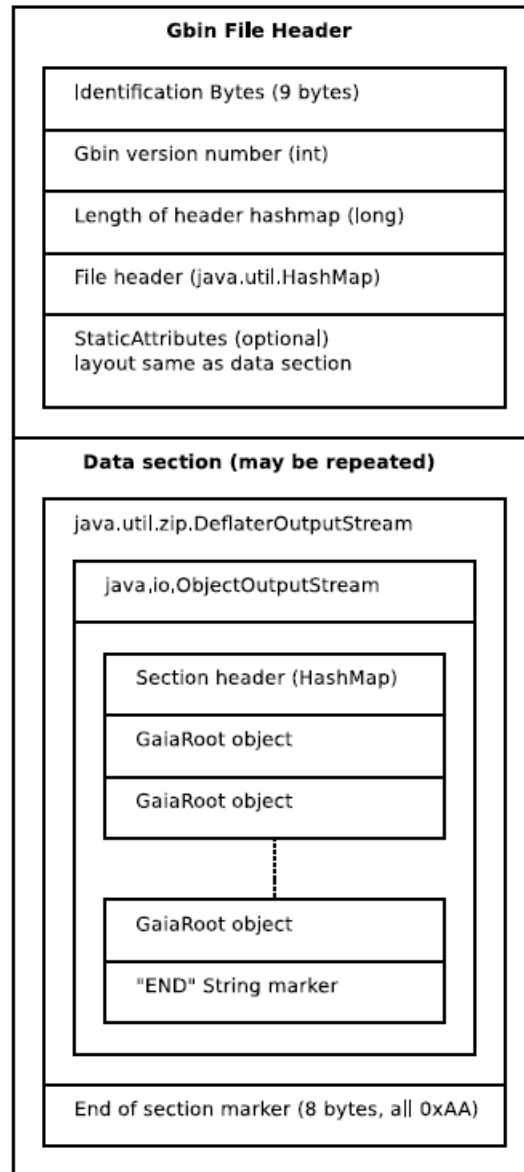 Gbin File Header
Identification Bytes (9 bytes)
Gbin version number (int)
Length of header hashmap (long)
File header (java.util.HashMap)
StaticAttributes (optional)
layout same as data section
Data section (may be repeated)
java.util.zip.DeflaterOutputStream
java.io.ObjectOutputStream
Section header (HashMap)
GaiaRoot object
GaiaRoot object
GaiaRoot object
"END" String marker
End of section marker (8 bytes, all 0xAA)